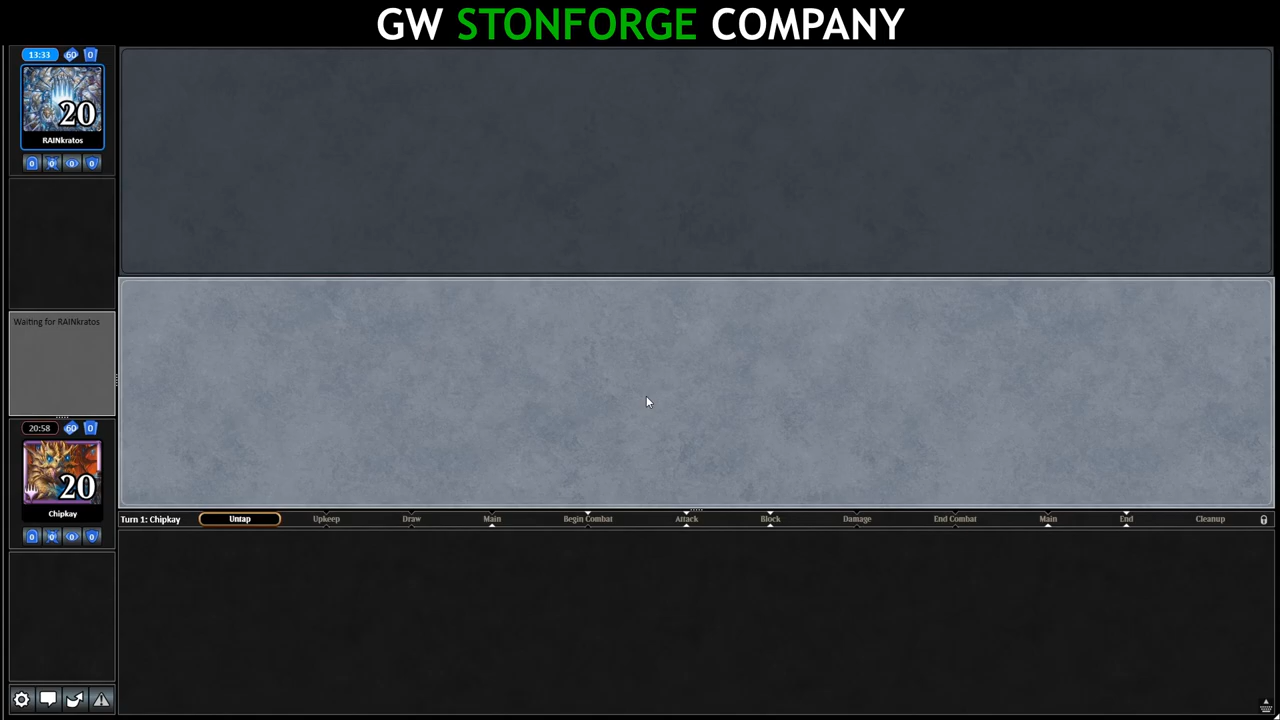 GW STONFORGE COMPANY
13:33 60 0
20
RAINkratos
0 0 0 0
Waiting for RAINkratos
20:58 60 0
20
Chipkay
Turn 1: Chipkay Untap Upkeep Draw Main Begin Combat Attack Block Damage End Combat Main End Cleanup
0 0 0 0